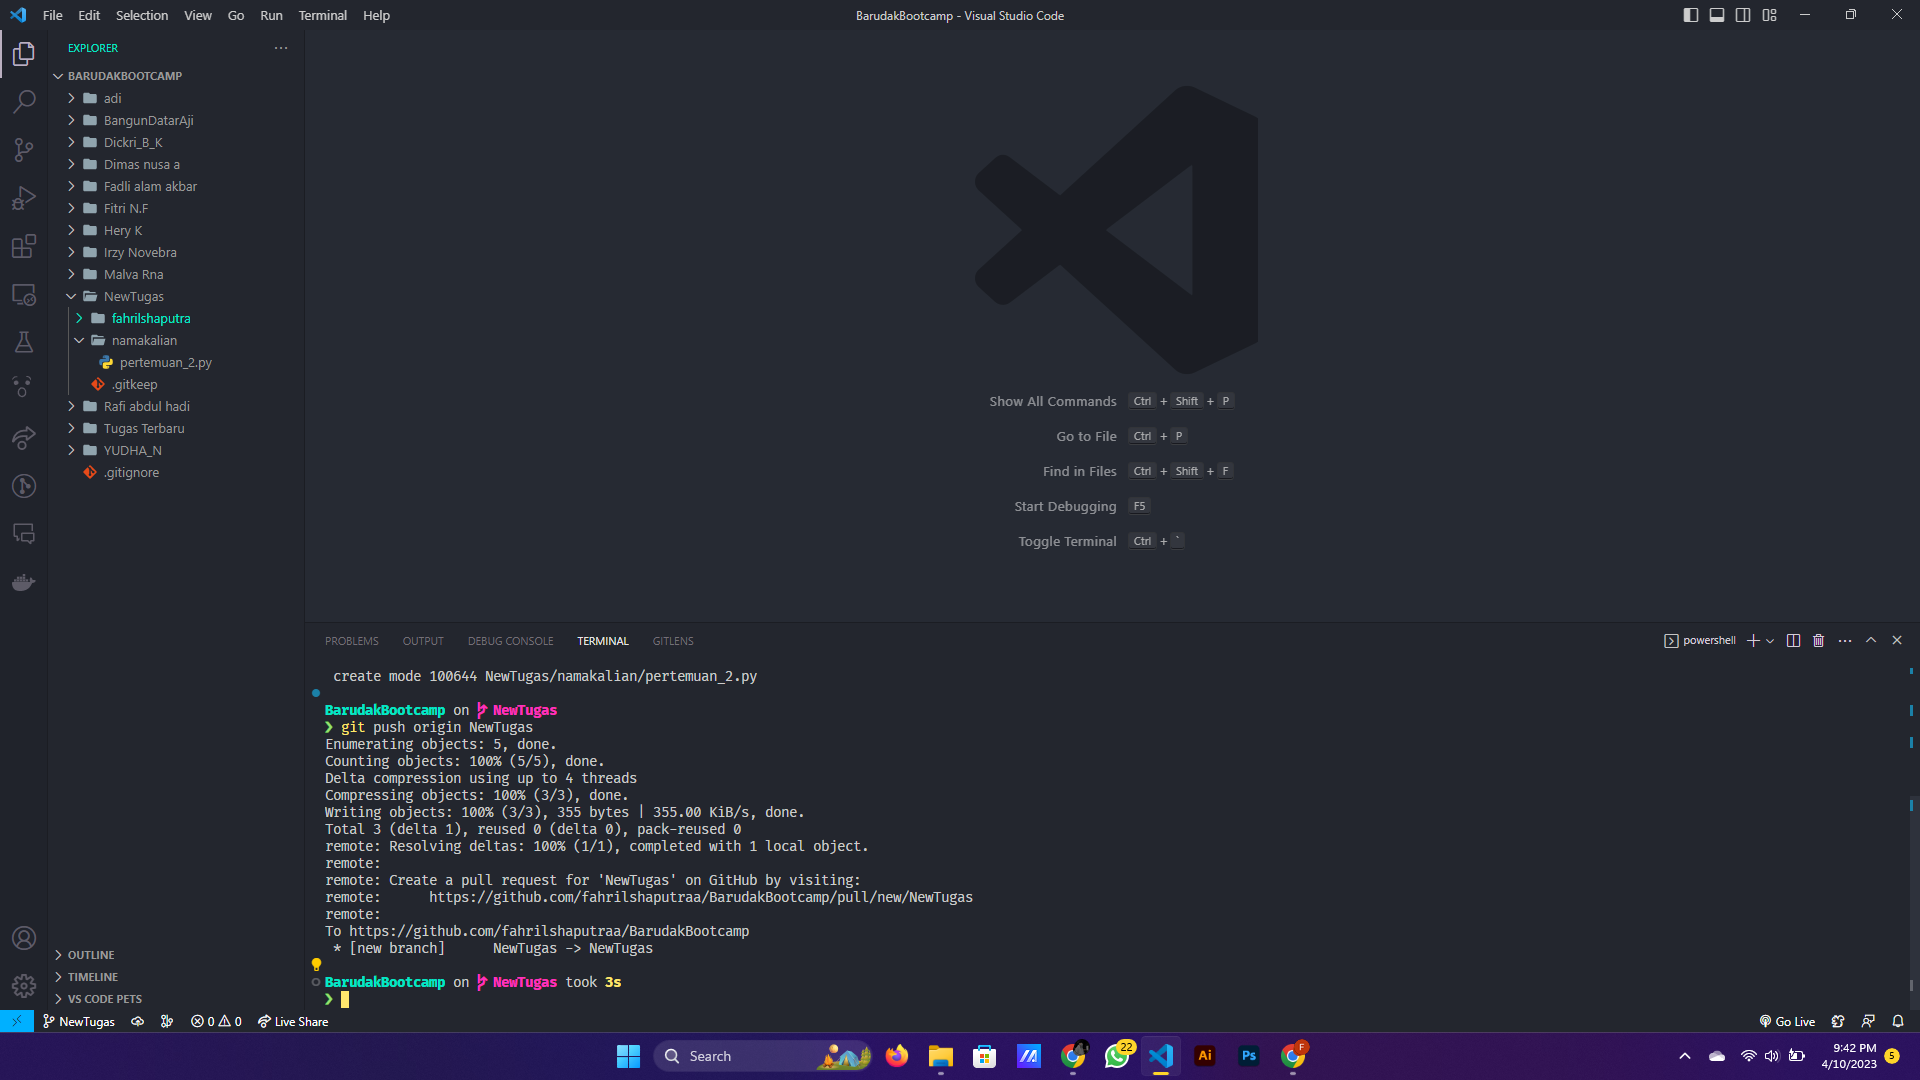 File Edit Selection View Go Run Terminal Help
BarudakBootcamp - Visual Studio Code
EXPLORER
BARUDAKBOOTCAMP
adi
BangunDatarAji
Dickri_B_K
Dimas nusa a
Fadli alam akbar
Fitri N.F
Hery K
Irzy Novebra
Malva Rna
NewTugas
fahrilshaputra
namakalian
pertemuan_2.py
.gitkeep
Rafi abdul hadi
Tugas Terbaru
YUDHA_N
.gitignore
OUTLINE
TIMELINE
VS CODE PETS
Show All Commands Ctrl + Shift + P
Go to File Ctrl + P
Find in Files Ctrl + Shift + F
Start Debugging F5
Toggle Terminal Ctrl + `
PROBLEMS OUTPUT DEBUG CONSOLE TERMINAL GITLENS
powershell
create mode 100644 NewTugas/namakalian/pertemuan_2.py
BarudakBootcamp on NewTugas
❯ git push origin NewTugas
Enumerating objects: 5, done.
Counting objects: 100% (5/5), done.
Delta compression using up to 4 threads
Compressing objects: 100% (3/3), done.
Writing objects: 100% (3/3), 355 bytes | 355.00 KiB/s, done.
Total 3 (delta 1), reused 0 (delta 0), pack-reused 0
remote: Resolving deltas: 100% (1/1), completed with 1 local object.
remote:
remote: Create a pull request for 'NewTugas' on GitHub by visiting:
remote:      https://github.com/fahrilshaputraa/BarudakBootcamp/pull/new/NewTugas
remote:
To https://github.com/fahrilshaputraa/BarudakBootcamp
* [new branch]      NewTugas -> NewTugas
BarudakBootcamp on NewTugas took 3s
❯
NewTugas 0 0 Live Share
Go Live
Search
22
Ai
Ps
F
9:42 PM
4/10/2023
5